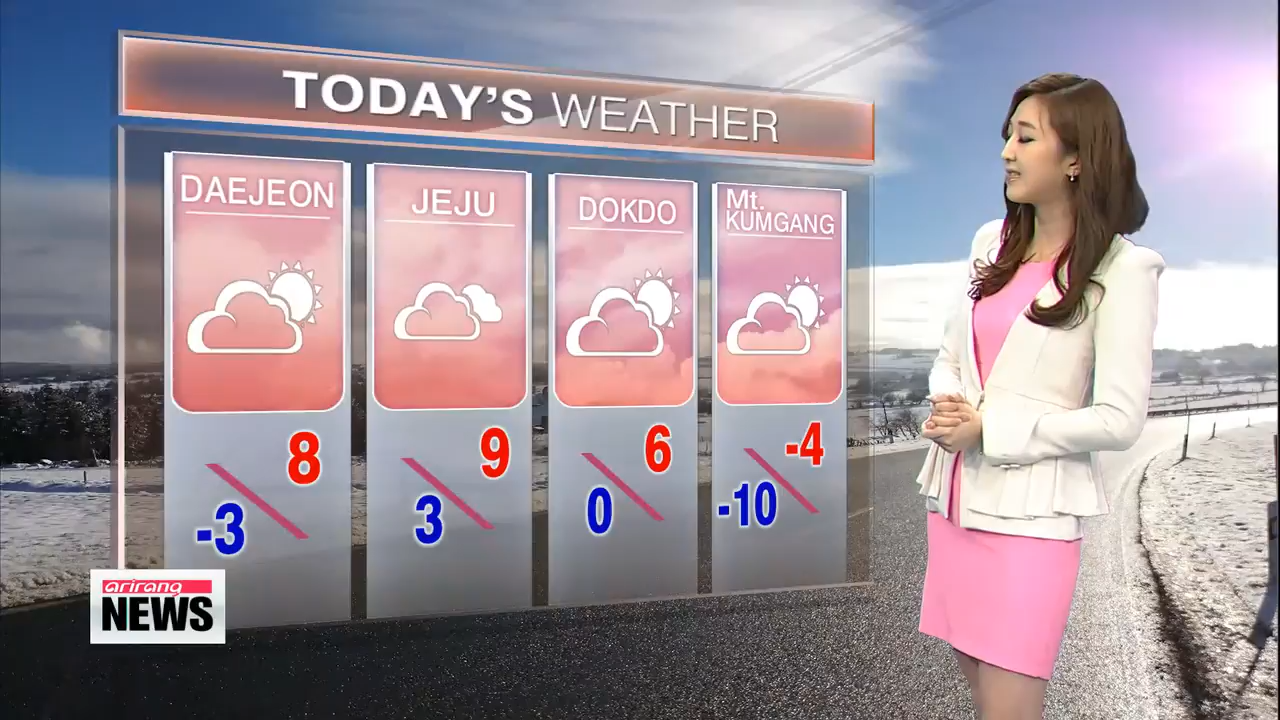 TODAY'S WEATHER
DAEJEON
JEJU
DOKDO
Mt.
KUMGANG
8
-3
9
3
6
0
-4
-10
arirang
NEWS